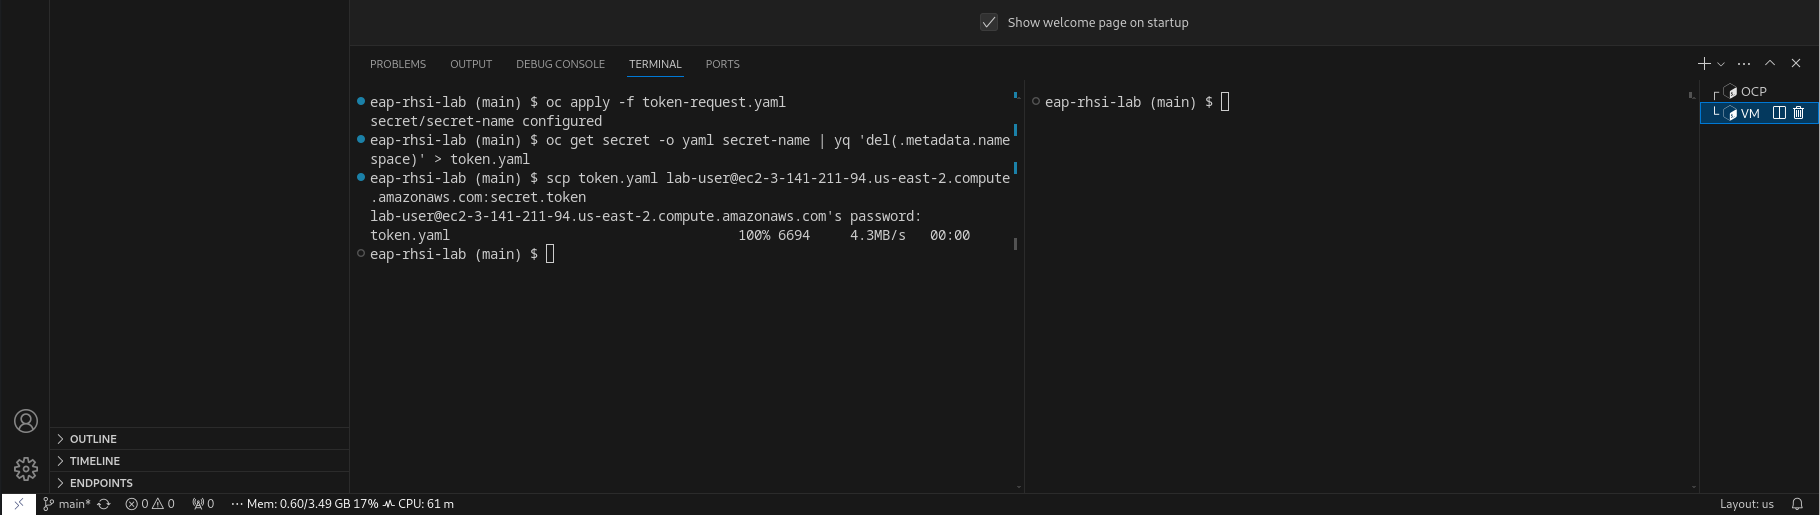 Show welcome page on startup
PROBLEMS OUTPUT DEBUG CONSOLE TERMINAL PORTS
eap-rhsi-lab (main) $ oc apply -f token-request.yaml
secret/secret-name configured
eap-rhsi-lab (main) $ oc get secret -o yaml secret-name | yq 'del(.metadata.name
space)' > token.yaml
eap-rhsi-lab (main) $ scp token.yaml lab-user@ec2-3-141-211-94.us-east-2.compute
.amazonaws.com:secret.token
lab-user@ec2-3-141-211-94.us-east-2.compute.amazonaws.com's password:
token.yaml 100% 6694 4.3MB/s 00:00
eap-rhsi-lab (main) $
eap-rhsi-lab (main) $
OCP
VM
OUTLINE
TIMELINE
ENDPOINTS
main* 0 0 0 ··· Mem: 0.60/3.49 GB 17% CPU: 61 m Layout: us